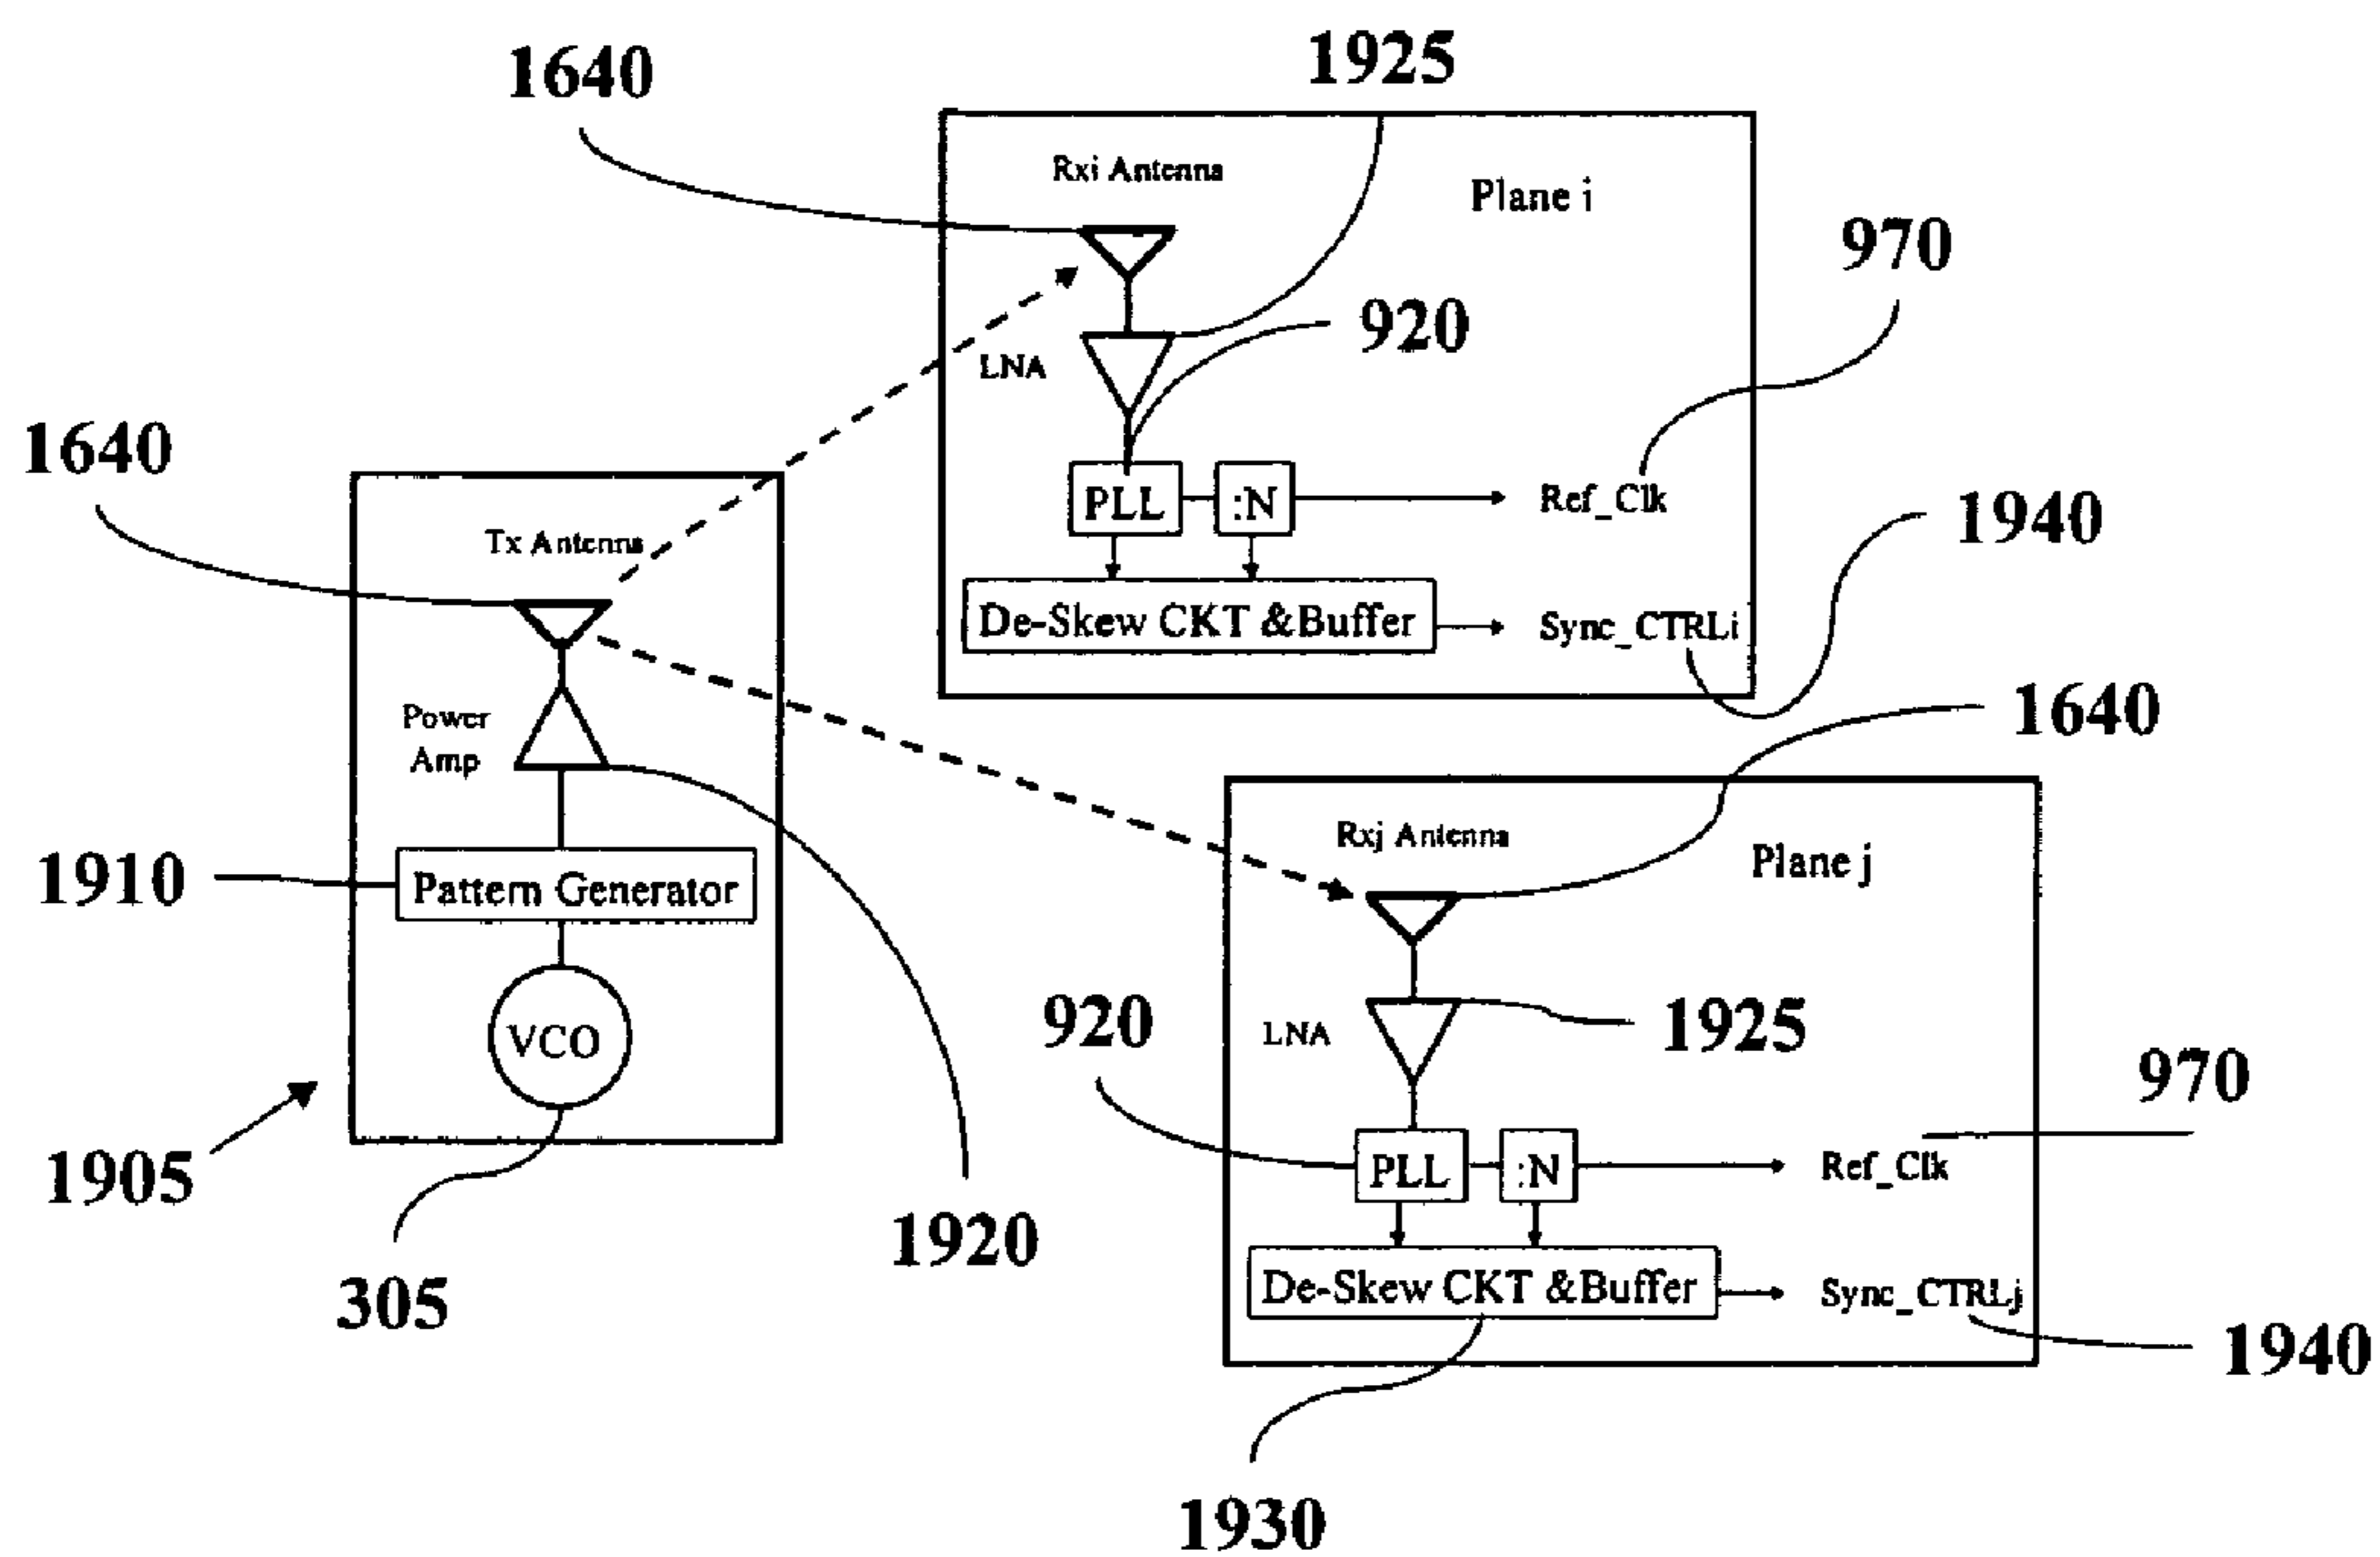 1640
1925
Rxi Antenna
Plane i
970
920
LNA
1640
PLL
:N
Ref_Clk
1940
Tx Antenna
De-Skew CKT &Buffer
Sync_CTRLi
1640
Power
Amp
Rxj Antenna
Plane j
1910
Pattern Generator
920
LNA
1925
VCO
970
1905
PLL
:N
Ref_Clk
1920
305
De-Skew CKT &Buffer
Sync_CTRLj
1940
1930